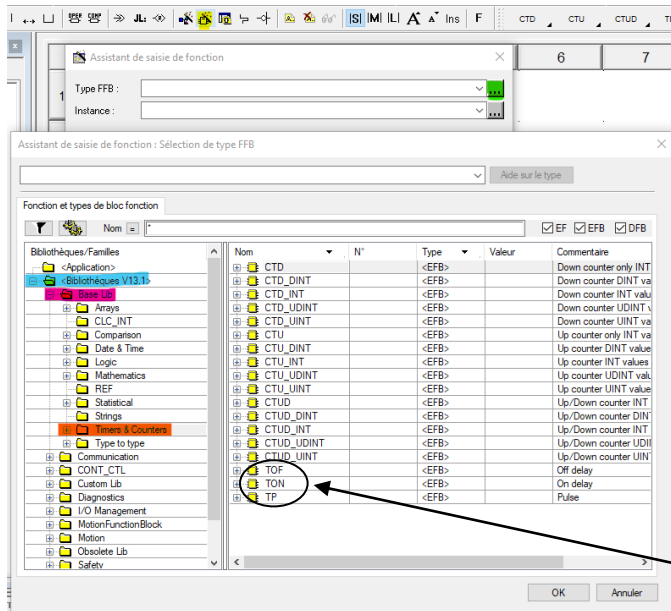 S M L A A Ins F CTD CTU CTUD
6 7
Assistant de saisie de fonction
1
Type FFB :
...
Instance :
...
Assistant de saisie de fonction : Sélection de type FFB
Aide sur le type
Fonction et types de bloc fonction
Nom = * EF EFB DFB
Bibliothèques/Familles
<Application>
<Bibliothèques V13.1>
Base Lib
Arrays
CLC_INT
Comparison
Date & Time
Logic
Mathematics
REF
Statistical
Strings
Timers & Counters
Type to type
Communication
CONT_CTL
Custom Lib
Diagnostics
I/O Management
MotionFunctionBlock
Motion
Obsolete Lib
Safety
Nom N° Type Valeur Commentaire
CTD <EFB> Down counter only INT
CTD_DINT <EFB> Down counter DINT va
CTD_INT <EFB> Down counter INT valu
CTD_UDINT <EFB> Down counter UDINT v
CTD_UINT <EFB> Down counter UINT va
CTU <EFB> Up counter only INT va
CTU_DINT <EFB> Up counter DINT value
CTU_INT <EFB> Up counter INT values
CTU_UDINT <EFB> Up counter UDINT valu
CTU_UINT <EFB> Up counter UINT value
CTUD <EFB> Up/Down counter INT
CTUD_DINT <EFB> Up/Down counter DIN
CTUD_INT <EFB> Up/Down counter INT
CTUD_UDINT <EFB> Up/Down counter UDI
CTUD_UINT <EFB> Up/Down counter UIN
TOF <EFB> Off delay
TON <EFB> On delay
TP <EFB> Pulse
OK Annuler